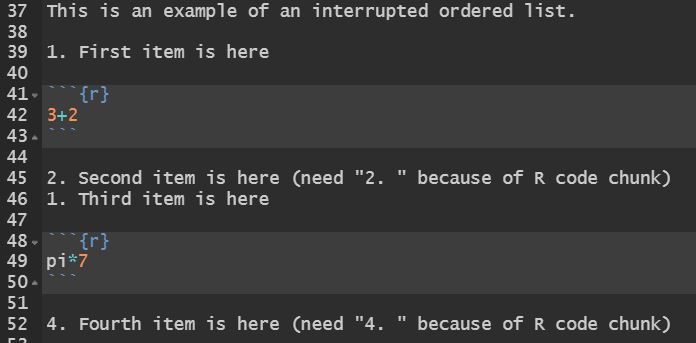 37 This is an example of an interrupted ordered list.
38
39 1. First item is here
40
41 ```{r}
42 3+2
43 ```
44
45 2. Second item is here (need "2. " because of R code chunk)
46 1. Third item is here
47
48 ```{r}
49 pi*7
50 ```
51
52 4. Fourth item is here (need "4. " because of R code chunk)